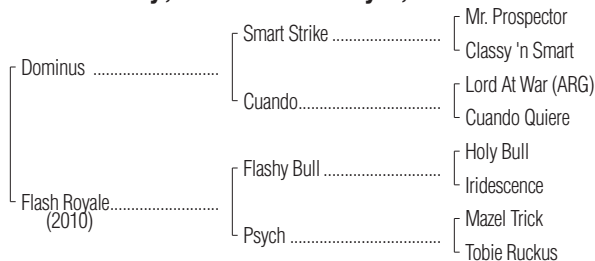 Mr. Prospector
Smart Strike
Classy 'n Smart
Dominus
Lord At War (ARG)
Cuando
Cuando Quiere
Holy Bull
Flashy Bull
Iridescence
Flash Royale
(2010)
Mazel Trick
Psych
Tobie Ruckus